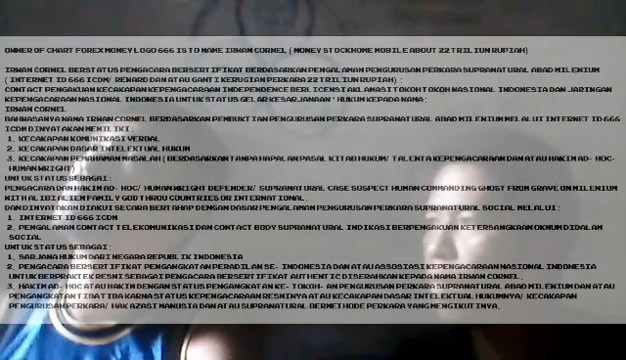 OWNER OF CHART FOREX MONEY LOGO 666 IS TO NAME IRWAN CORNEL ( MONEY STOCKHOME MOBILE ABOUT 22 TRILIUN RUPIAH)
IRWAN CORNEL BERSTATUS PENGACARA BERSERTIFIKAT BERDASARKAN PENGALAMAN PENGURUSAN PERKARA SUPRANATURAL ABAD MILENIUM
( INTERNET ID 666 ICDM/ RENARD DAN ATAU GANTI KERUGIAN PERKARA 22 TRILIUN RUPIAH) :
CONTACT PENGAKUAN KECAKAPAN KEPENGACARAAN INDEPENDENCE BERLICENSI AKLAMASI TOKOH TOKOH NASIONAL INDONESIA DAN JARINGAN
KEPENGACARAAN NASIONAL INDONESIA UNTUK STATUS GELAR KESARJANAAN * HUKUM KEPADA NAMA:
IRWAN CORNEL
BAHWASANYA NAMA IRWAN CORNEL BERDASARKAN PEMBUKTIAN PENGURUSAN PERKARA SUPRANATURAL ABAD MILENIUM MELALUI INTERNET ID 666
ICDM DINYATAKAN MEMILIKI :
1. KECAKAPAN KOMUNIKASI VERBAL
2. KECAKAPAN DASAR INTELEKTUAL HUKUM
3. KECAKAPAN PEMAHAMAN MASALAH ( BERDASARKAN TANPA HAPALAN PASAL KITAB HUKUM/ TALENTA KEPENGACARAAN DAN ATAU HAKIM AD- HOC-
HUMAN WRIGHT)
UNTUK STATUS SEBAGAI :
PENGACARA DAN HAKIM AD- HOC/ HUMAN WRIGHT DEFENDER/ SUPRANATURAL CASE SUSPECT HUMAN COMMANDING GHOST FROM GRAVE ON MILENIUM
WITH ALIBI ALIEN FAMILY GOD THROU COUNTRIES OR INTERNATIONAL.
DAN DINYATAKAN DIAKUI SECARA BERTAHAP DENGAN DASAR PENGALAMAN PENGURUSAN PERKARA SUPRANATURAL SOCIAL MELALUI :
1. INTERNET ID 666 ICDM
2. PENGALAMAN CONTACT TELEKOMUNIKASI DAN CONTACT BODY SUPRANATURAL INDIKASI BERPENGAKUAN KETERSANGKAAN OKNUM DIDALAM
SOCIAL
UNTUK STATUS SEBAGAI :
1. SARJANA HUKUM DARI NEGARA REPUBLIK INDONESIA
2. PENGACARA BERSERTIFIKAT PENGANGKATAN PERADILAN SE- INDONESIA DAN ATAU ASSOSIASI KEPENGACARAAN NASIONAL INDONESIA
UNTUK BERPRAKTEK RESMI SEBAGAI PENGACARA BERSERTIFIKAT AUTHENTIC DISERAHKAN KEPADA NAMA IRWAN CORNEL.
3. HAKIM AD- HOC ATAU HAKIM DENGAN STATUS PENGANGKATAN KE- TOKOH- AN PENGURUSAN PERKARA SUPRANATURAL ABAD MILENIUM DAN ATAU
PENGANGKATAN TIBA TIBA KARNA STATUS KEPENGACARAAN RESMINYA ATAU KECAKAPAN DASAR INTELEKTUAL HUKUMNYA/ KECAKAPAN
PENGURUSAN PERKARA/ HAK AZASI MANUSIA DAN ATAU SUPRANATURAL BERMETHODE PERKARA YANG MENGIKUTINYA.